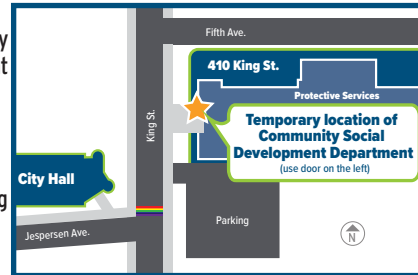 y
t
g
Fifth Ave.
410 King St.
Protective Services
King St.
Temporary location of
Community Social
Development Department
(use door on the left)
City Hall
Parking
Jespersen Ave.
N